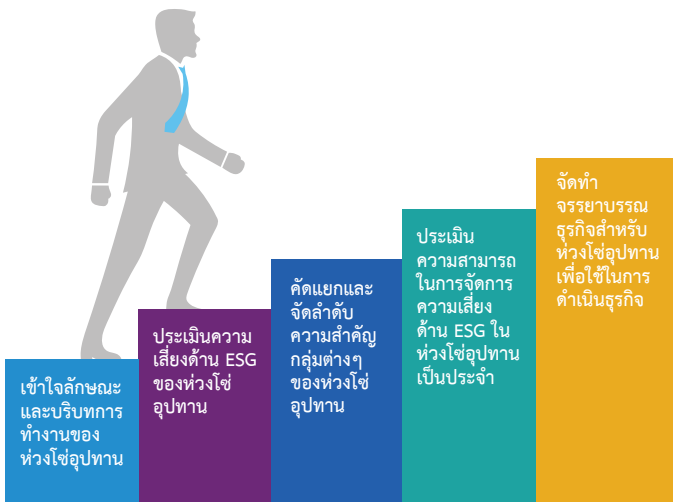 เข้าใจลักษณะ
และบริบทการ
ทำงานของ
ห่วงโซ่อุปทาน
ประเมินความ
เสี่ยงด้าน ESG
ของห่วงโซ่
อุปทาน
คัดแยกและ
จัดลำดับ
ความสำคัญ
กลุ่มต่างๆ
ของห่วงโซ่
อุปทาน
ประเมิน
ความสามารถ
ในการจัดการ
ความเสี่ยง
ด้าน ESG ใน
ห่วงโซ่อุปทาน
เป็นประจำ
จัดทำ
จรรยาบรรณ
ธุรกิจสำหรับ
ห่วงโซ่อุปทาน
เพื่อใช้ในการ
ดำเนินธุรกิจ